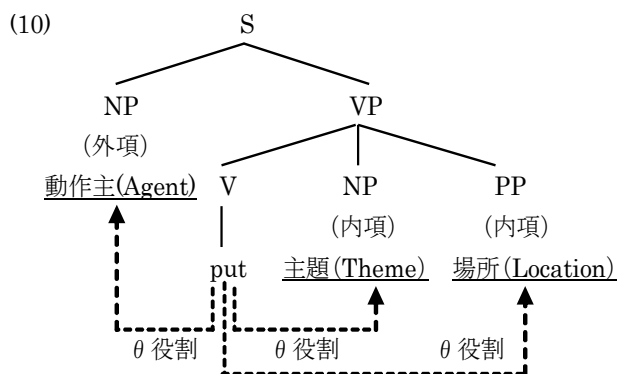 (10) S
NP VP
(外項)
動作主(Agent) V NP PP
(内項) (内項)
put 主題(Theme) 場所(Location)
θ役割 θ役割 θ役割